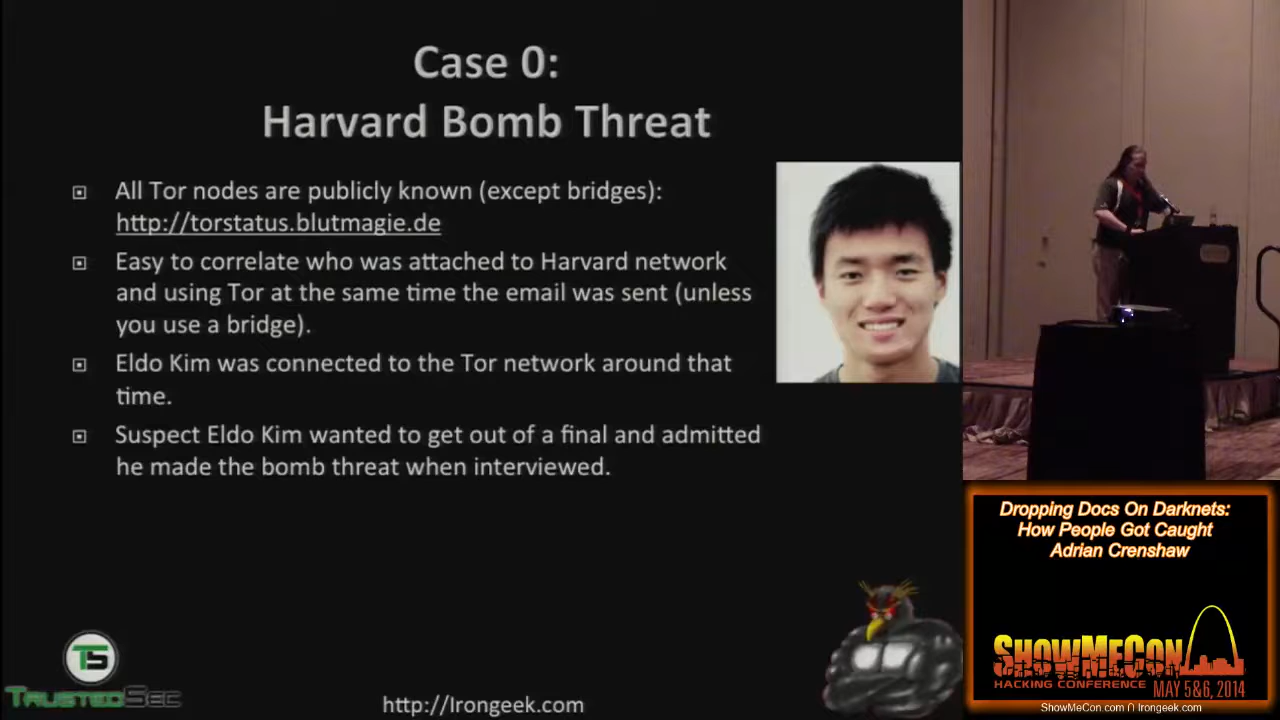 Case 0:
Harvard Bomb Threat
All Tor nodes are publicly known (except bridges):
http://torstatus.blutmagie.de
Easy to correlate who was attached to Harvard network
and using Tor at the same time the email was sent (unless
you use a bridge).
Eldo Kim was connected to the Tor network around that
time.
Suspect Eldo Kim wanted to get out of a final and admitted
he made the bomb threat when interviewed.
TS
TRUSTEDSEC
http://Irongeek.com
Dropping Docs On Darknets:
How People Got Caught
Adrian Crenshaw
SHOWMECON
HACKING CONFERENCE MAY 5&6, 2014
ShowMeCon.com ∩ Irongeek.com